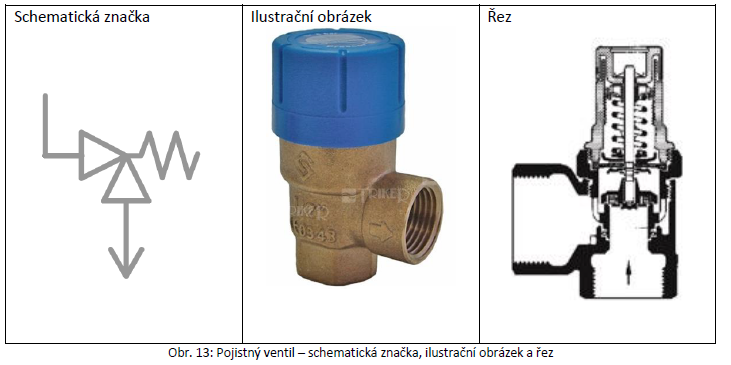 Schematická značka
Ilustrační obrázek
Řez
Obr. 13: Pojistný ventil – schematická značka, ilustrační obrázek a řez